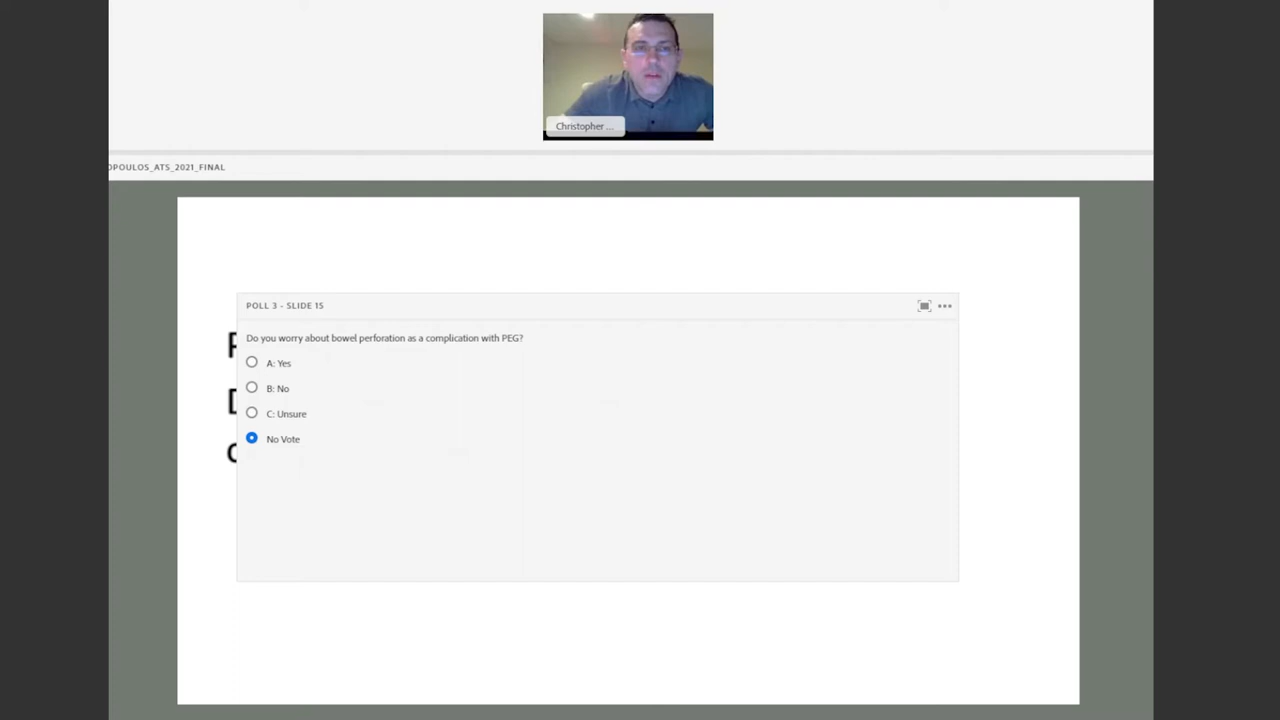 Christopher ...
OPOULOS_ATS_2021_FINAL
POLL 3 - SLIDE 15
Do you worry about bowel perforation as a complication with PEG?
A: Yes
B: No
C: Unsure
No Vote